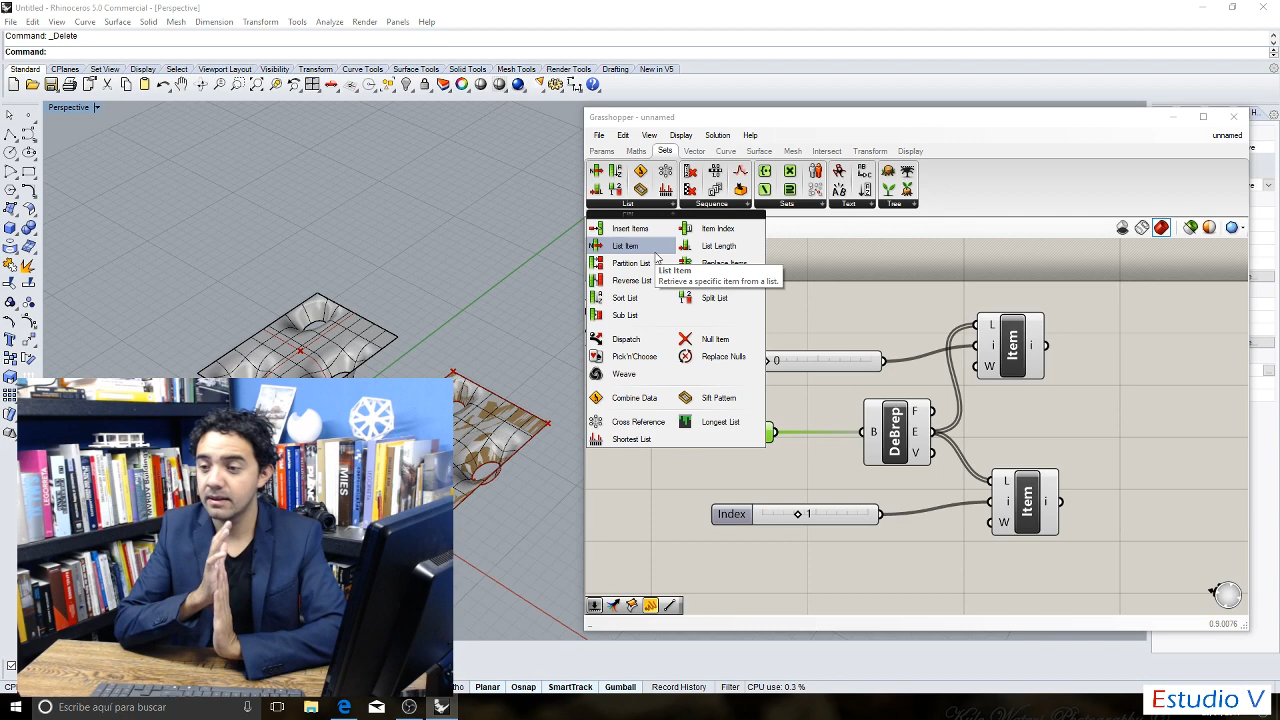 Untitled - Rhinoceros 5.0 Commercial - [Perspective]
File Edit View Curve Surface Solid Mesh Dimension Transform Tools Analyze Render Panels Help
Command: _Delete
Command:
Standard CPlanes Set View Display Select Viewport Layout Visibility Transform Curve Tools Surface Tools Solid Tools Mesh Tools Render Tools Drafting New in V5
Perspective
Grasshopper - unnamed
File Edit View Display Solution Help
unnamed
Params Maths Sets Vector Curve Surface Mesh Intersect Transform Display
List Sequence Sets Text Tree
Insert Items Item Index
List Item List Length
Partition List Replace Items
List Item
Retrieve a specific item from a list.
Reverse List
Sort List Split List
Sub List
Dispatch Null Item
Pick'n'Choose Replace Nulls
Weave
Combine Data Sift Pattern
Cross Reference Longest List
Shortest List
0
L
i Item i
W
B DeBrep F
E
V
Index 1
L
i Item i
W
0.9.0076
MIES
Planar Osnap SmartTrack Gumball Record History Filter CPU use: 0.3 %
Escribe aquí para buscar
Estudio V